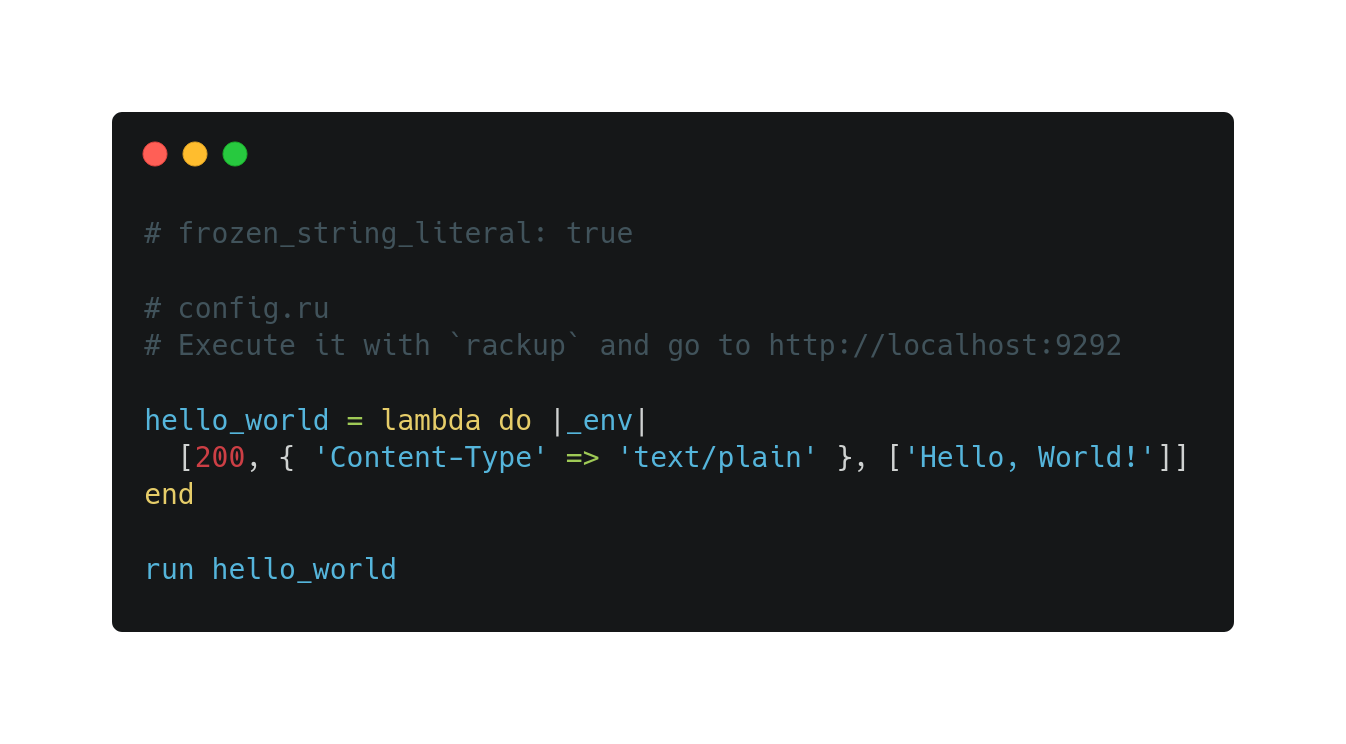 # frozen_string_literal: true

# config.ru
# Execute it with `rackup` and go to http://localhost:9292

hello_world = lambda do |_env|
  [200, { 'Content-Type' => 'text/plain' }, ['Hello, World!']]
end

run hello_world